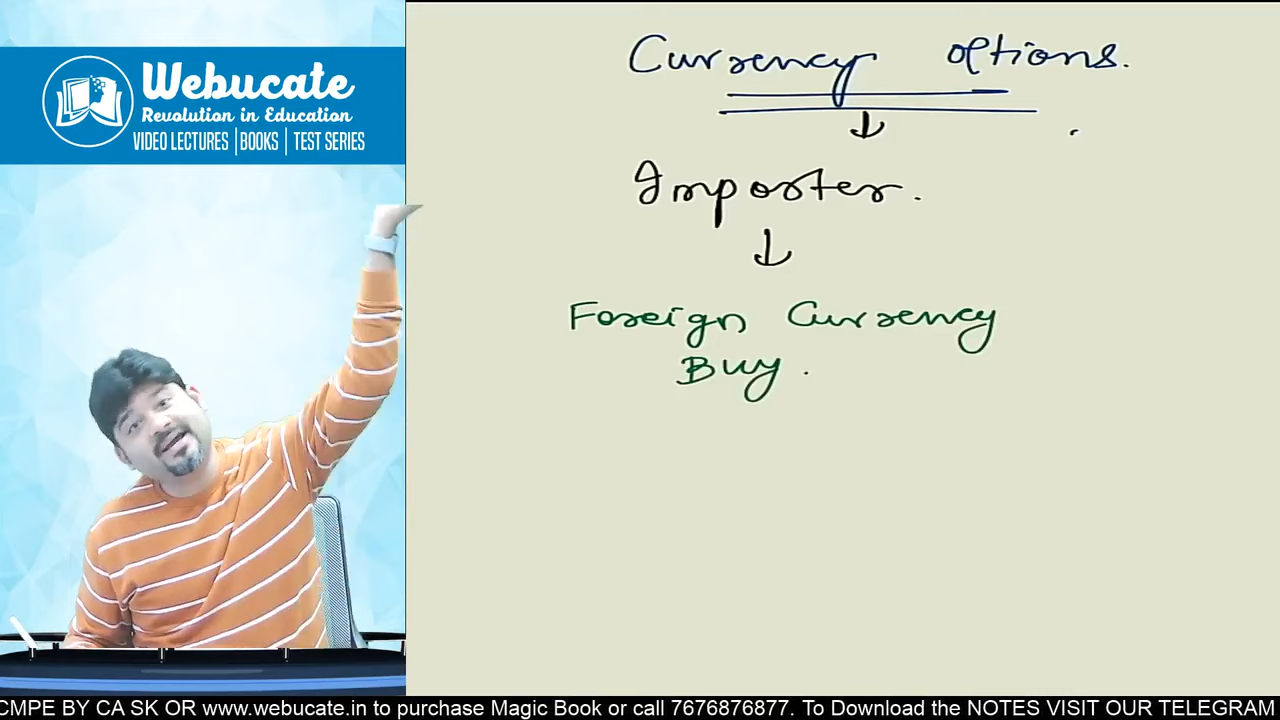 Webucate
Revolution in Education
VIDEO LECTURES | BOOKS | TEST SERIES
Currency options.
Importer.
Foreign Currency
Buy.
CMPE BY CA SK OR www.webucate.in to purchase Magic Book or call 7676876877. To Download the NOTES VISIT OUR TELEGRAM